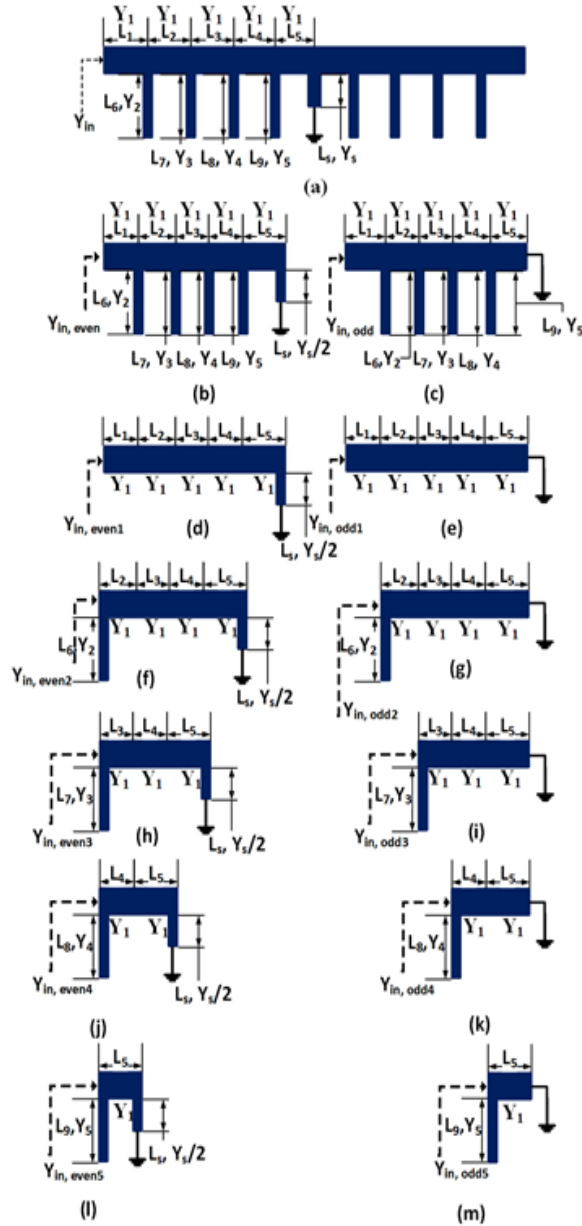 Y₁ Y₁ Y₁ Y₁ Y₁
L₁ L₂ L₃ L₄ L₅
L₆, Y₂
Yin
L₇, Y₃ L₈, Y₄ L₉, Y₅
Lₛ, Yₛ
(a)
Y₁ Y₁ Y₁ Y₁ Y₁
L₁ L₂ L₃ L₄ L₅
L₆, Y₂
Yin, even
L₇, Y₃ L₈, Y₄ L₉, Y₅
Lₛ, Yₛ/2
(b)
Y₁ Y₁ Y₁ Y₁ Y₁
L₁ L₂ L₃ L₄ L₅
Yin, odd
L₆,Y₂ L₇, Y₃ L₈, Y₄
L₉, Y₅
(c)
L₁ L₂ L₃ L₄ L₅
Y₁ Y₁ Y₁ Y₁ Y₁
Yin, even1
Lₛ, Yₛ/2
(d)
L₁ L₂ L₃ L₄ L₅
Y₁ Y₁ Y₁ Y₁ Y₁
Yin, odd1
(e)
L₂ L₃ L₄ L₅
L₆ Y₂
Y₁ Y₁ Y₁ Y₁
Yin, even2
Lₛ, Yₛ/2
(f)
L₂ L₃ L₄ L₅
L₆, Y₂
Y₁ Y₁ Y₁ Y₁
Yin, odd2
(g)
L₃ L₄ L₅
L₇, Y₃
Y₁ Y₁ Y₁
Yin, even3
Lₛ, Yₛ/2
(h)
L₃ L₄ L₅
L₇, Y₃
Y₁ Y₁ Y₁
Yin, odd3
(i)
L₄ L₅
L₈, Y₄
Y₁ Y₁
Yin, even4
Lₛ, Yₛ/2
(j)
L₄ L₅
L₈, Y₄
Y₁ Y₁
Yin, odd4
(k)
L₅
L₉, Y₅
Y₁
Yin, even5
Lₛ, Yₛ/2
(l)
L₅
L₉, Y₅
Y₁
Yin, odd5
(m)